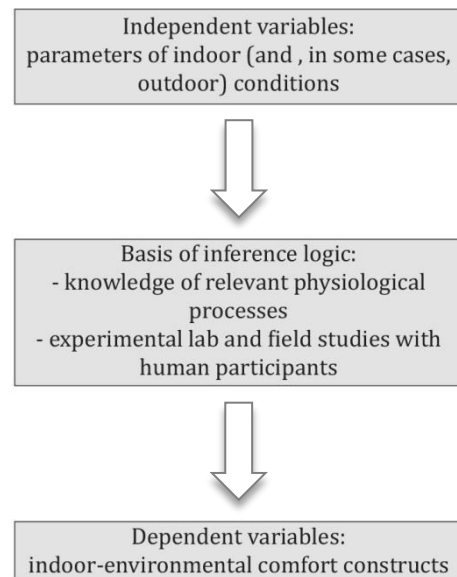 Independent variables:
parameters of indoor (and , in some cases,
outdoor) conditions
Basis of inference logic:
- knowledge of relevant physiological
processes
- experimental lab and field studies with
human participants
Dependent variables:
indoor-environmental comfort constructs